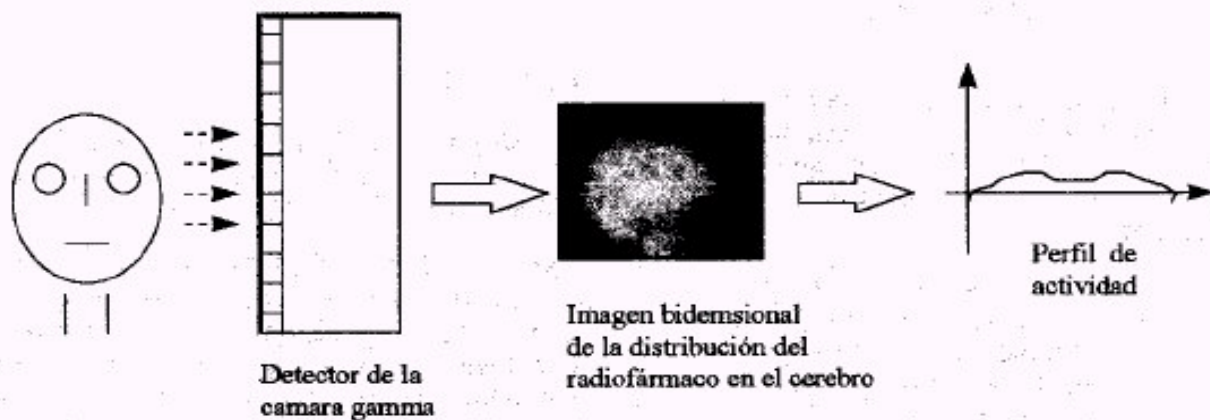 Detector de la
camara gamma
Imagen bidemsional
de la distribución del
radiofármaco en el cerebro
Perfil de
actividad